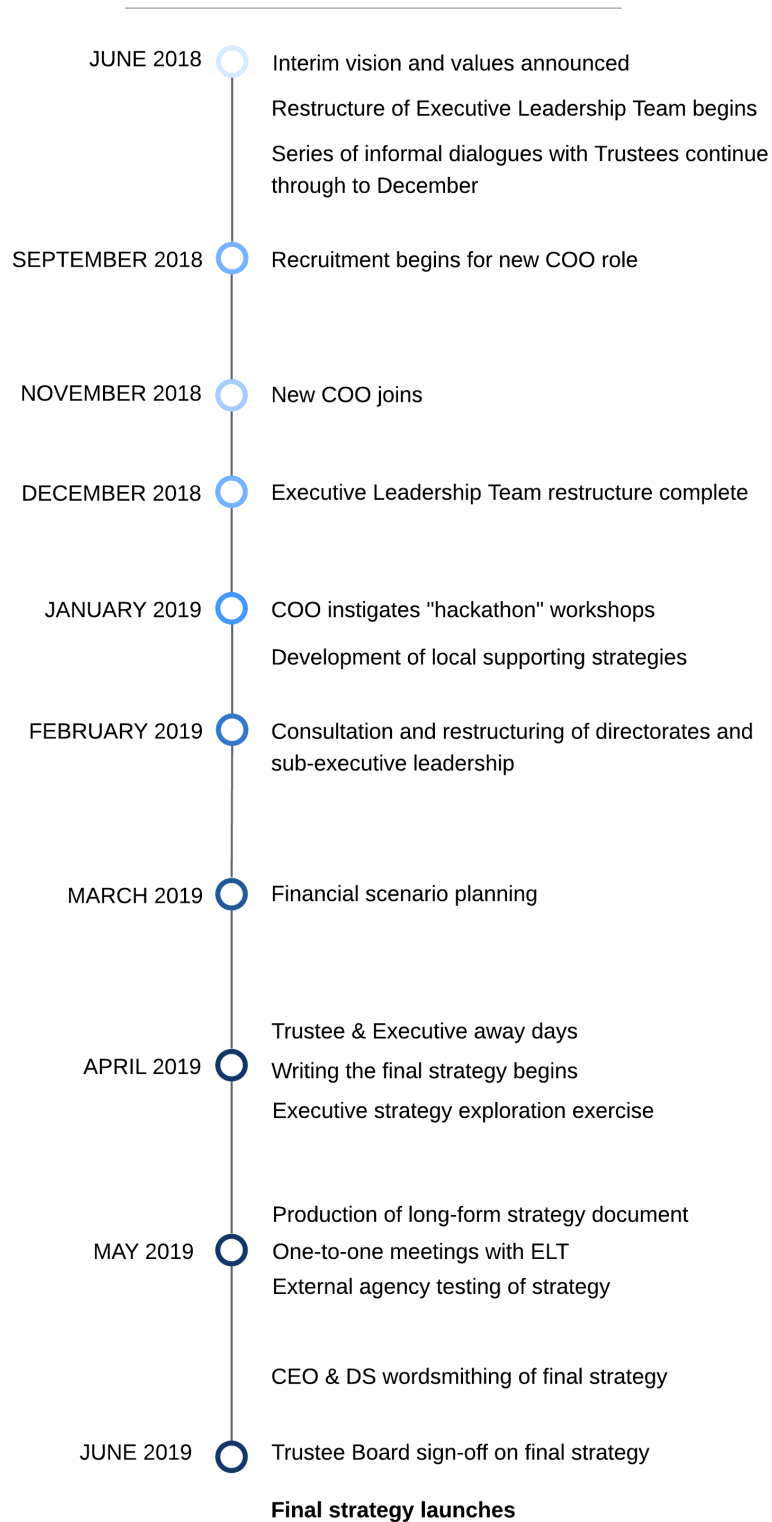 JUNE 2018
Interim vision and values announced
Restructure of Executive Leadership Team begins
Series of informal dialogues with Trustees continue
through to December
SEPTEMBER 2018
Recruitment begins for new COO role
NOVEMBER 2018
New COO joins
DECEMBER 2018
Executive Leadership Team restructure complete
JANUARY 2019
COO instigates "hackathon" workshops
Development of local supporting strategies
FEBRUARY 2019
Consultation and restructuring of directorates and
sub-executive leadership
MARCH 2019
Financial scenario planning
APRIL 2019
Trustee & Executive away days
Writing the final strategy begins
Executive strategy exploration exercise
MAY 2019
Production of long-form strategy document
One-to-one meetings with ELT
External agency testing of strategy
CEO & DS wordsmithing of final strategy
JUNE 2019
Trustee Board sign-off on final strategy
Final strategy launches